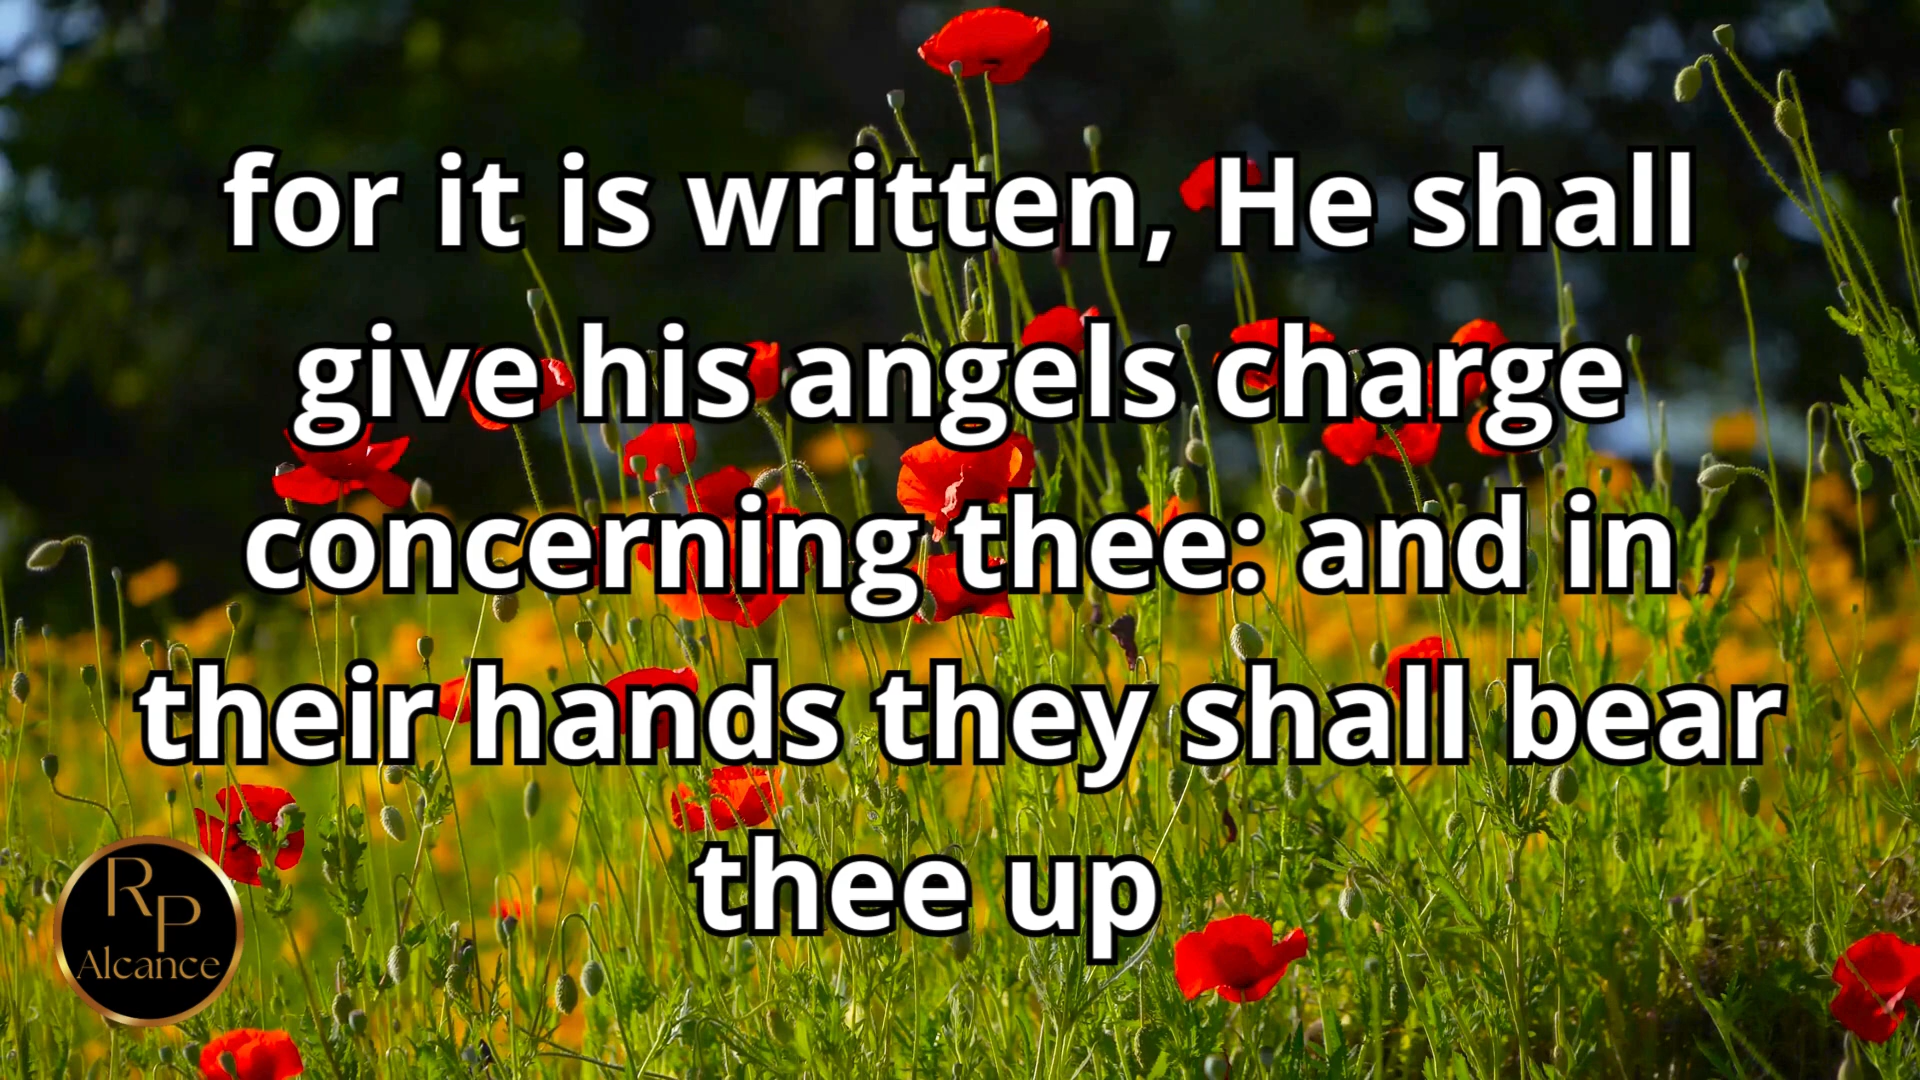 for it is written, He shall
give his angels charge
concerning thee: and in
their hands they shall bear
thee up
RP
Alcance